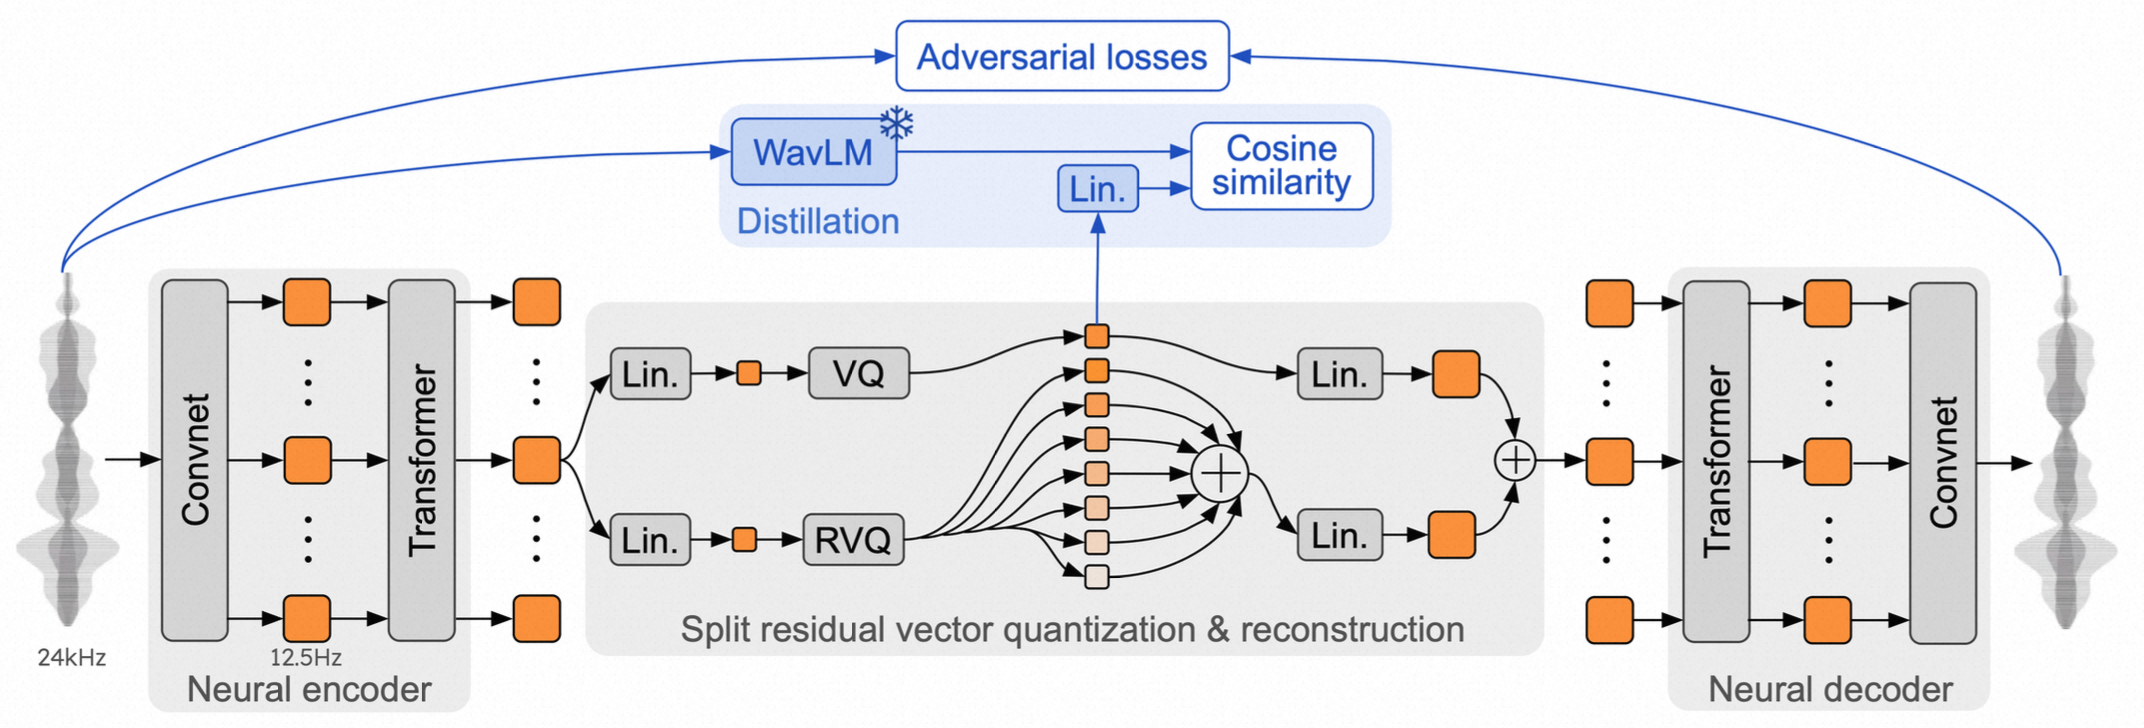 Adversarial losses
WavLM
Cosine
similarity
Lin.
Distillation
Convnet
Transformer
Lin.
VQ
Lin.
RVQ
Lin.
Lin.
Transformer
Convnet
Split residual vector quantization & reconstruction
24kHz
12.5Hz
Neural encoder
Neural decoder